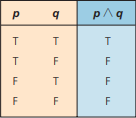 p q p ∧ q
T T T
T F F
F T F
F F F